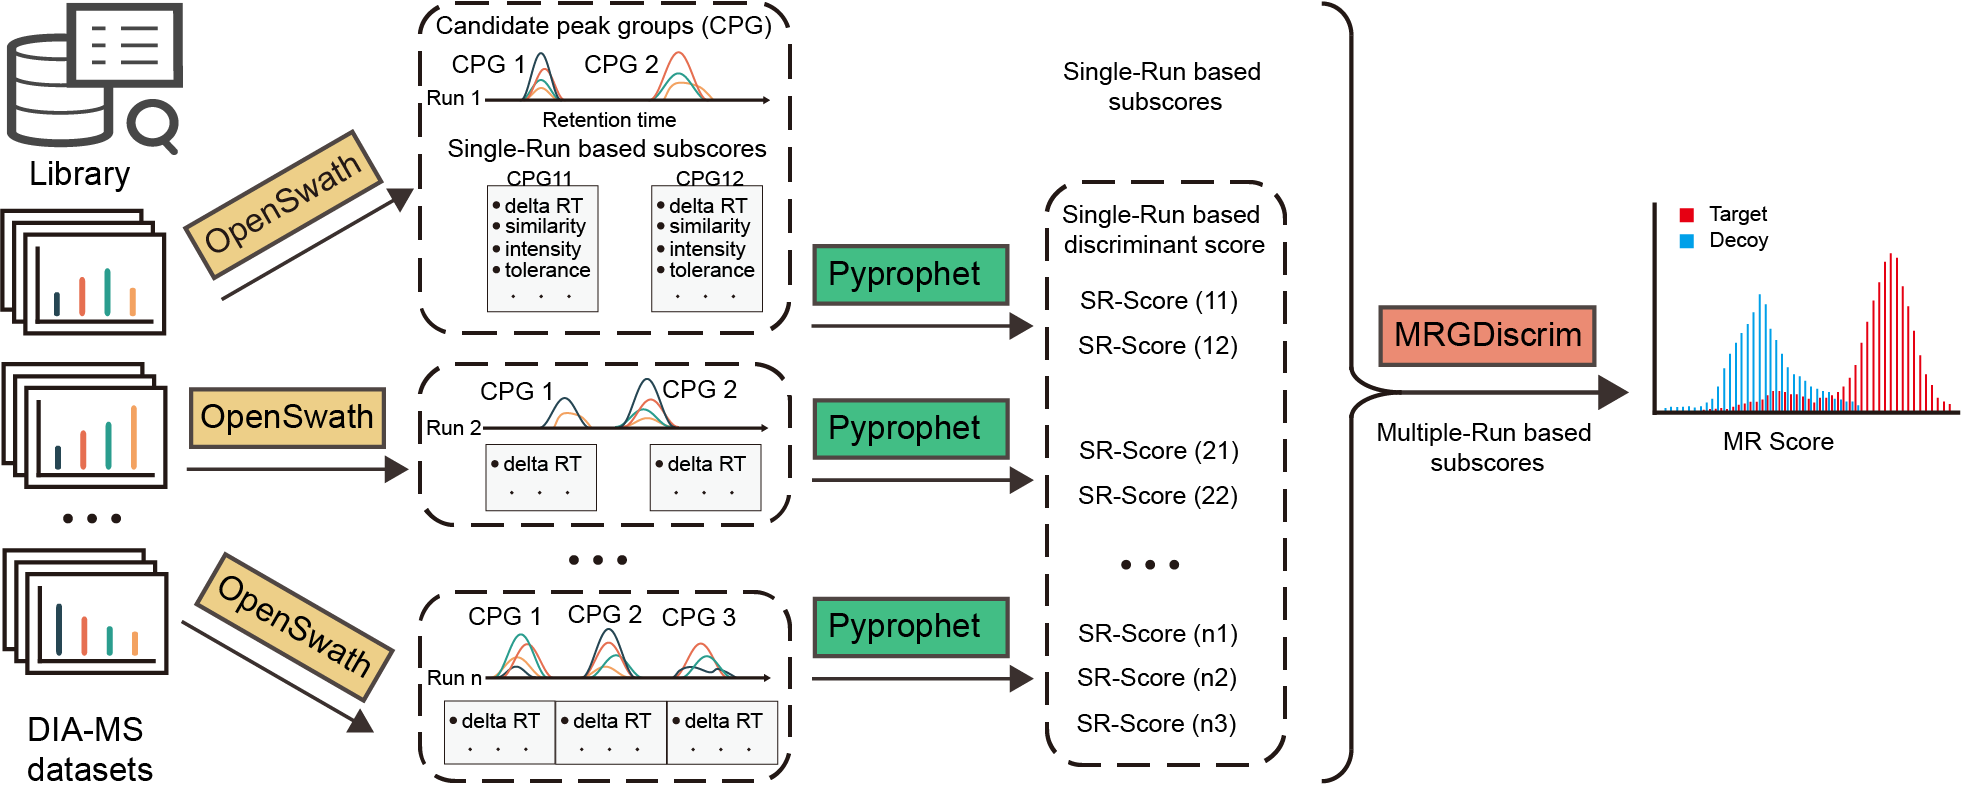 Library
DIA-MS
datasets
OpenSwath
OpenSwath
OpenSwath
Candidate peak groups (CPG)
CPG 1
CPG 2
Run 1
Retention time
Single-Run based subscores
CPG11
• delta RT
• similarity
• intensity
• tolerance
. . .
CPG12
• delta RT
• similarity
• intensity
• tolerance
. . .
CPG 1
CPG 2
Run 2
• delta RT
. . .
• delta RT
. . .
• • •
CPG 1
CPG 2
CPG 3
Run n
• delta RT
. . .
• delta RT
. . .
• delta RT
. . .
Pyprophet
Pyprophet
Pyprophet
Single-Run based
subscores
Single-Run based
discriminant score
SR-Score (11)
SR-Score (12)
SR-Score (21)
SR-Score (22)
• • •
SR-Score (n1)
SR-Score (n2)
SR-Score (n3)
MRGDiscrim
Multiple-Run based
subscores
Target
Decoy
MR Score